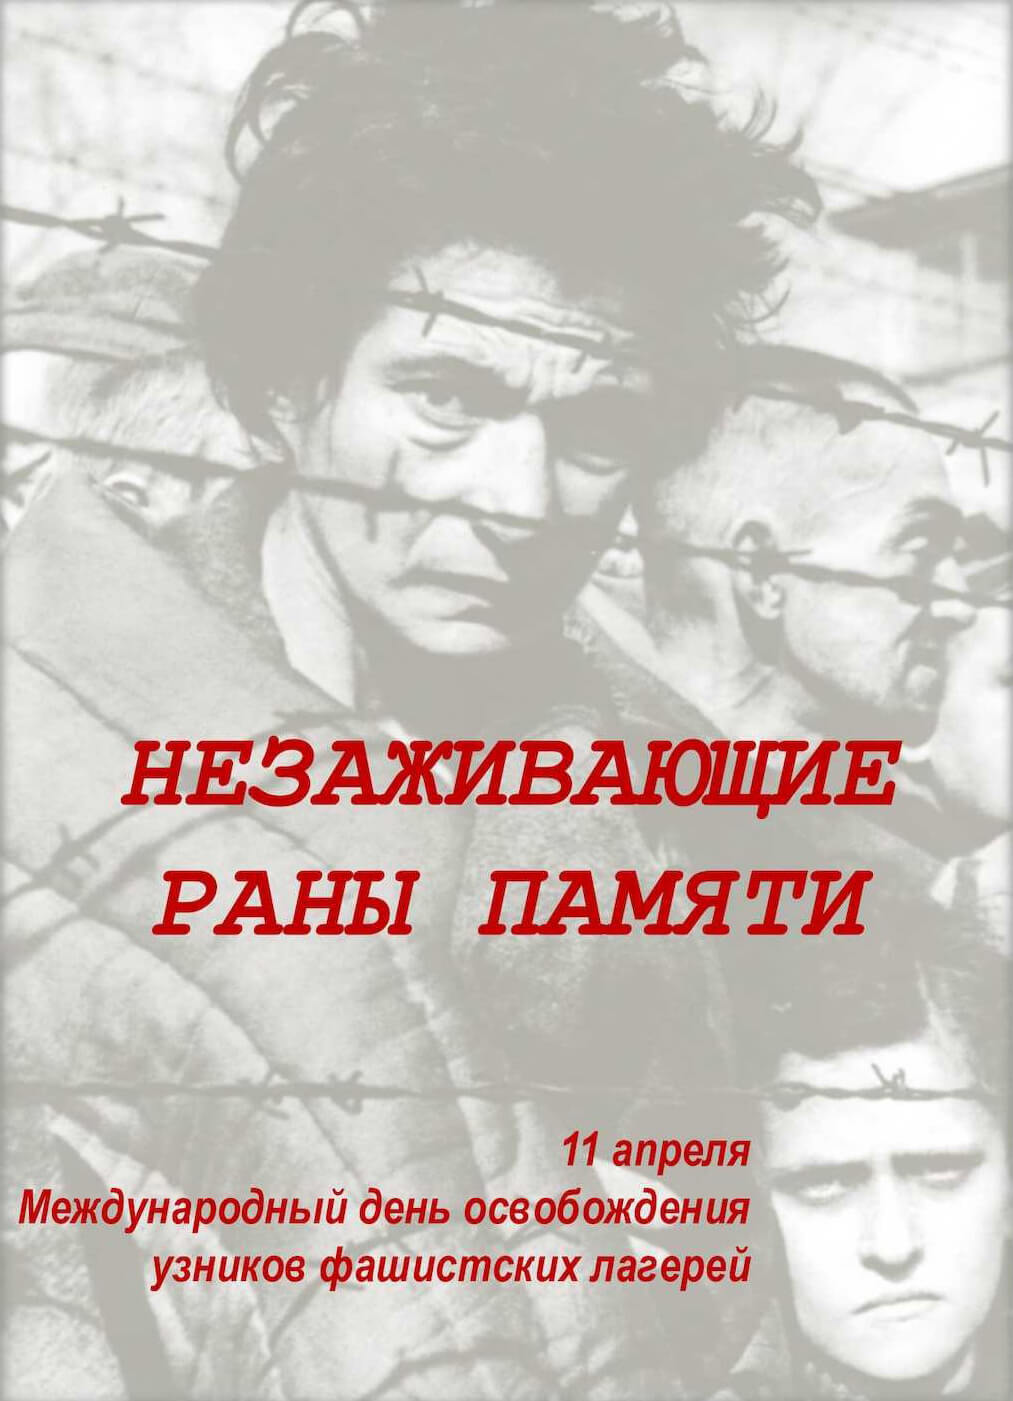 НЕЗАЖИВАЮЩИЕ
РАНЫ ПАМЯТИ
11 апреля
Международный день освобождения
узников фашистских лагерей